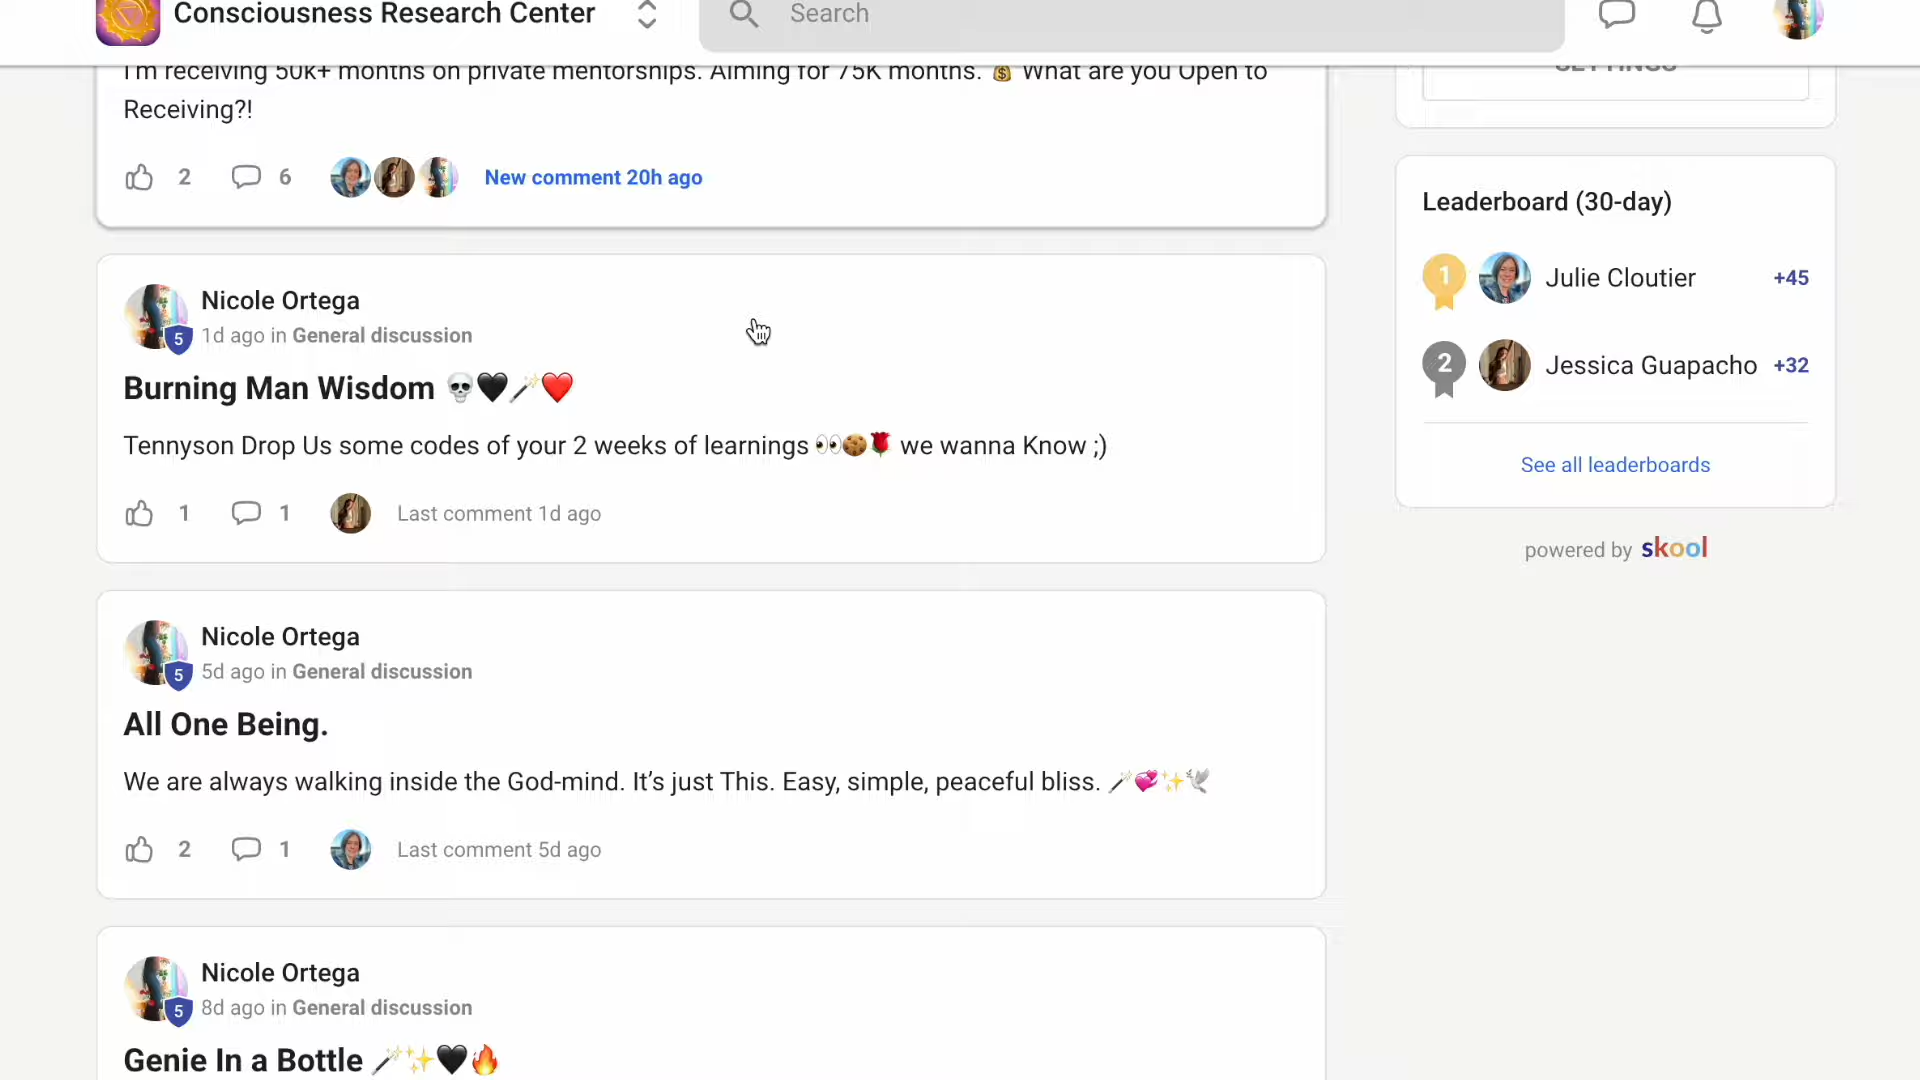 Consciousness Research Center
Search
I'm receiving 50k+ months on private mentorships. Aiming for 75K months. 💰 What are you Open to
Receiving?!
2 6 New comment 20h ago
SETTINGS
Leaderboard (30-day)
1 Julie Cloutier +45
2 Jessica Guapacho +32
See all leaderboards
powered by skool
Nicole Ortega
5 1d ago in General discussion
Burning Man Wisdom 💀🖤🪄❤️
Tennyson Drop Us some codes of your 2 weeks of learnings 👀🍪🌹 we wanna Know ;)
1 1 Last comment 1d ago
Nicole Ortega
5 5d ago in General discussion
All One Being.
We are always walking inside the God-mind. It’s just This. Easy, simple, peaceful bliss. 🪄💞✨🕊️
2 1 Last comment 5d ago
Nicole Ortega
5 8d ago in General discussion
Genie In a Bottle 🪄✨🖤🔥